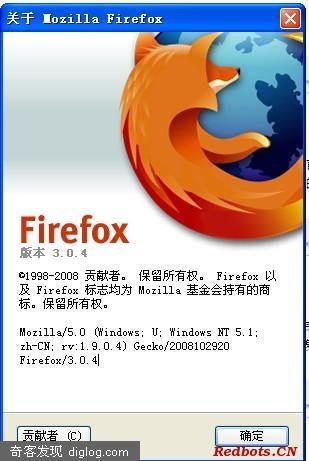 关于 Mozilla Firefox
Firefox
版本 3.0.4
©1998-2008 贡献者。 保留所有权。 Firefox 以
及 Firefox 标志均为 Mozilla 基金会持有的商
标。保留所有权。
Mozilla/5.0 (Windows; U; Windows NT 5.1;
zh-CN; rv:1.9.0.4) Gecko/2008102920
Firefox/3.0.4
贡献者 (C)
确定
奇客发现 diglog.com
Redbots.CN